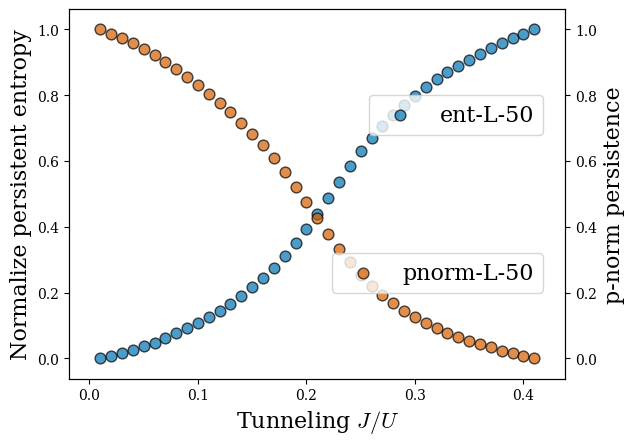 Normalize persistent entropy
1.0
0.8
0.6
0.4
0.2
0.0
ent-L-50
pnorm-L-50
1.0
0.8
0.6
0.4
0.2
0.0
p-norm persistence
0.0 0.1 0.2 0.3 0.4
Tunneling J/U